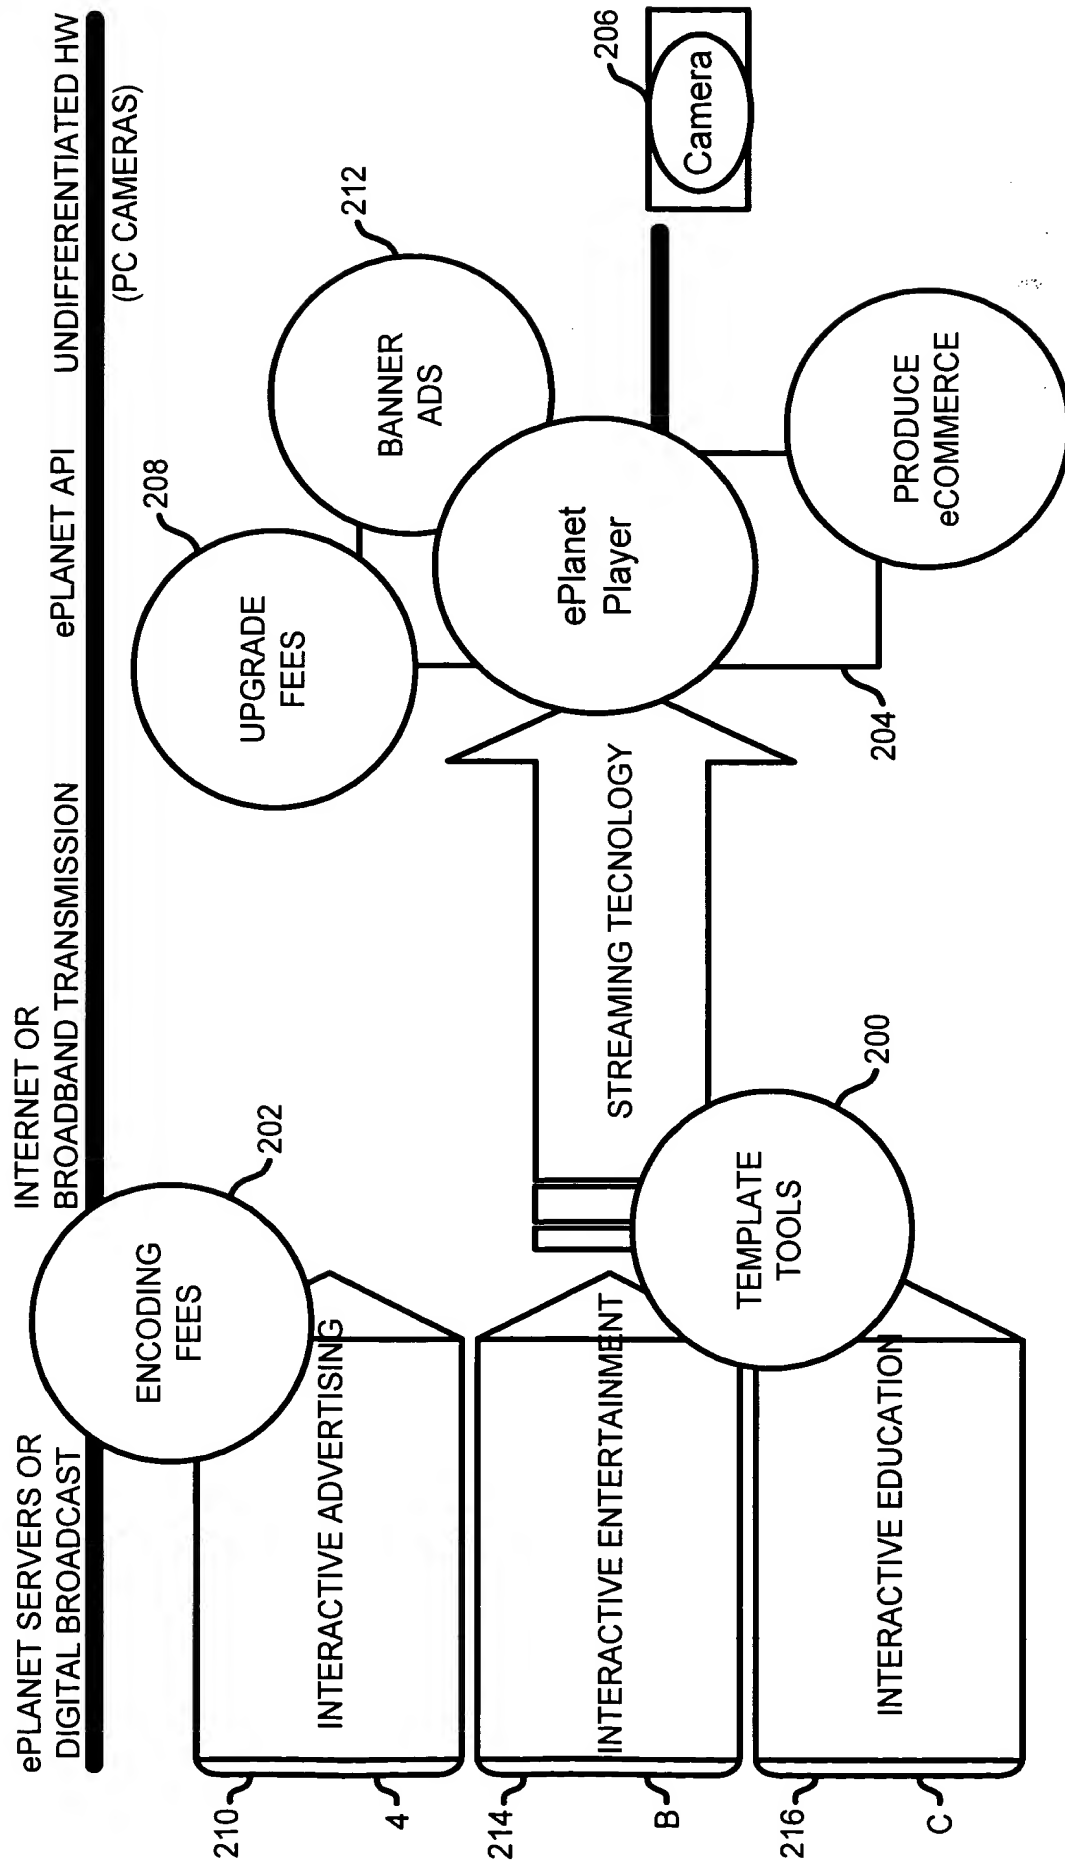 ePLANET SERVERS OR
DIGITAL BROADCAST
INTERNET OR
BROADBAND TRANSMISSION
ePLANET API
UNDIFFERENTIATED HW
(PC CAMERAS)
ENCODING
FEES
202
UPGRADE
FEES
208
BANNER
ADS
212
206
Camera
210
4
INTERACTIVE ADVERTISING
214
B
INTERACTIVE ENTERTAINMENT
216
C
INTERACTIVE EDUCATION
TEMPLATE
TOOLS
200
STREAMING TECNOLOGY
ePlanet
Player
204
PRODUCE
eCOMMERCE